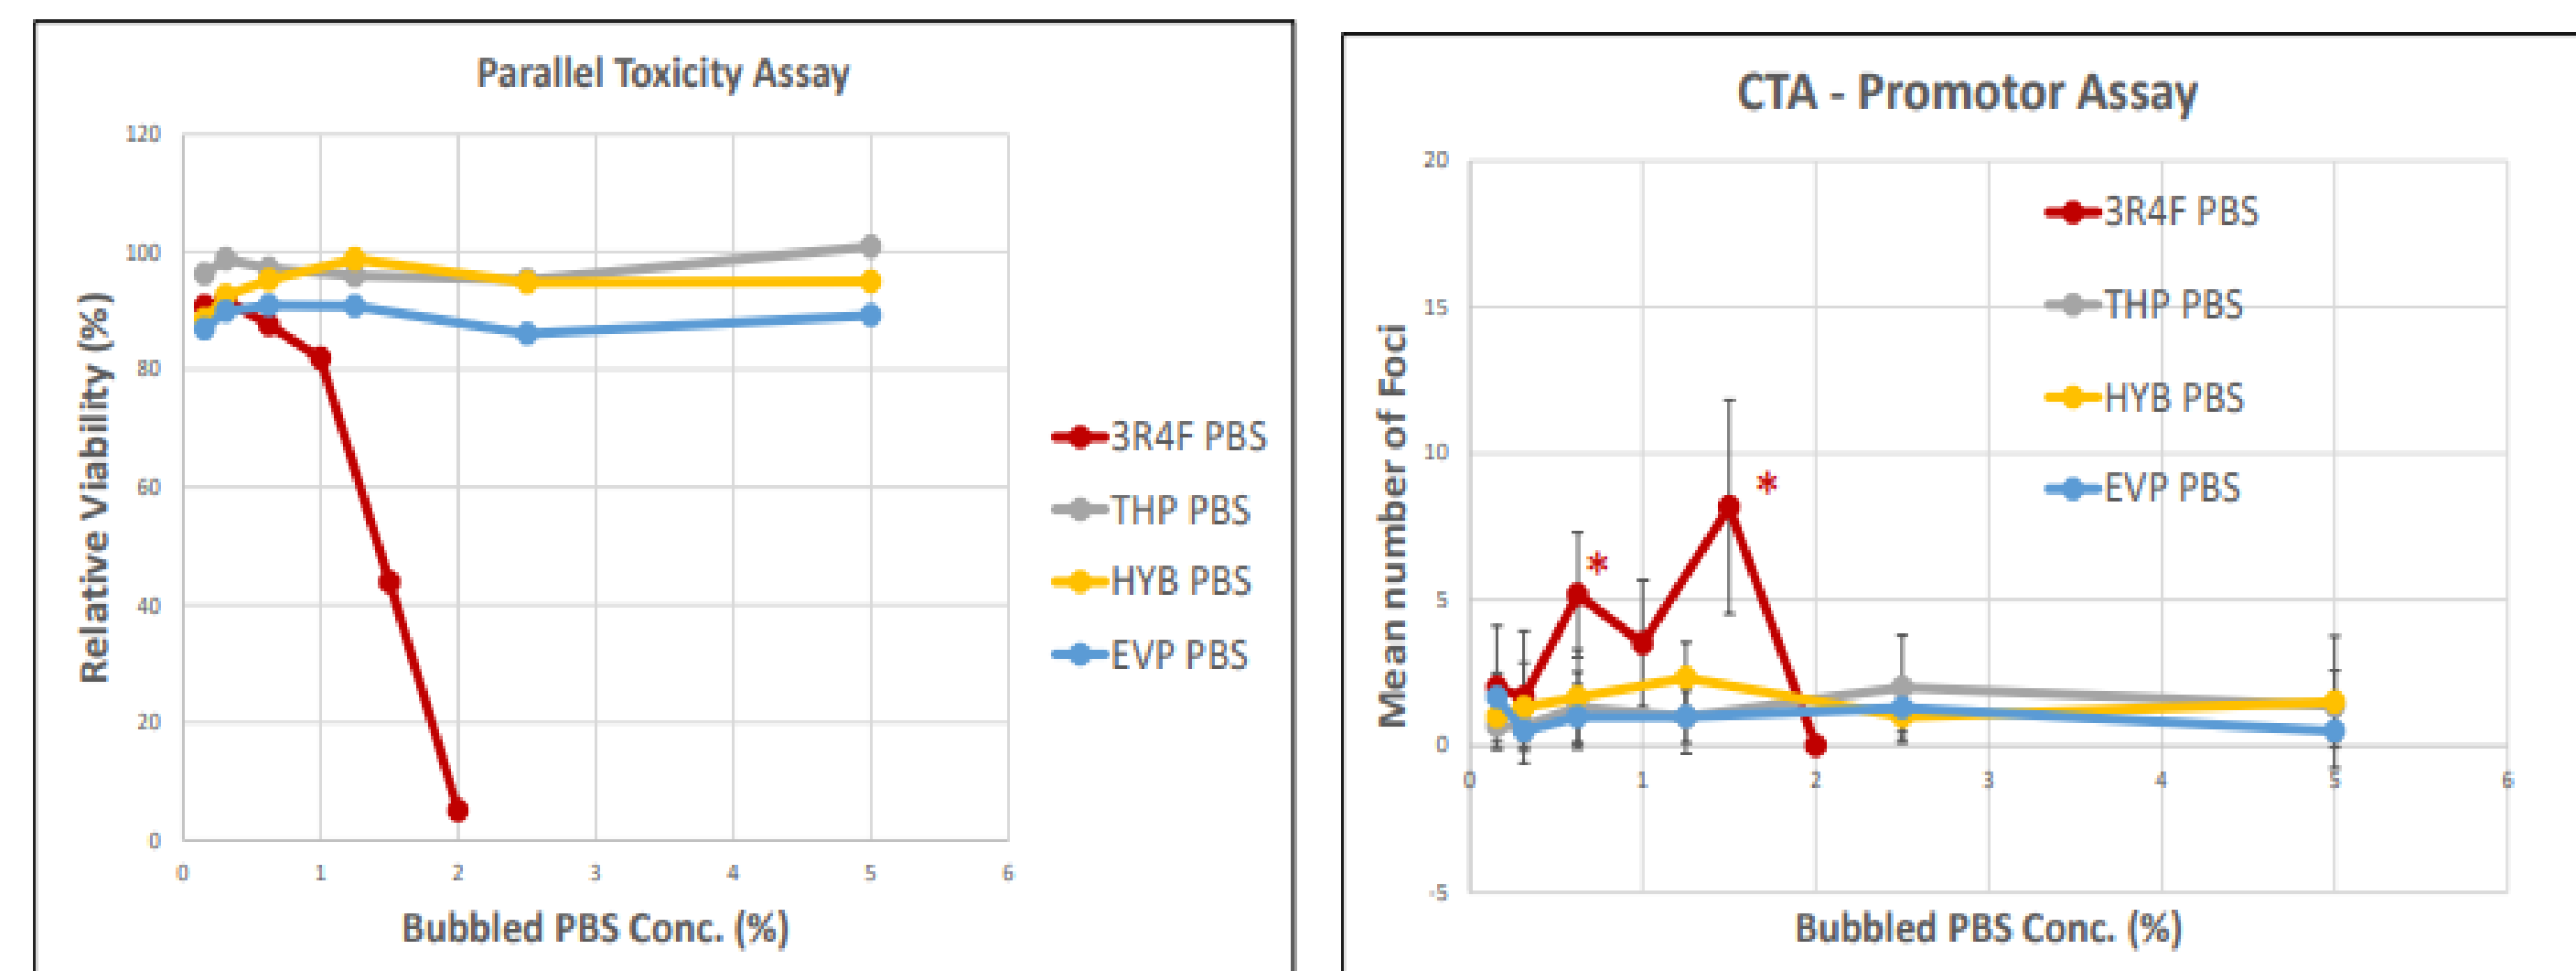 Parallel Toxicity Assay
120
100
80
60
40
20
0
0 1 2 3 4 5 6
Relative Viability (%)
Bubbled PBS Conc. (%)
3R4F PBS
THP PBS
HYB PBS
EVP PBS
CTA - Promotor Assay
20
15
10
5
0
-5
0 1 2 3 4 5 6
Mean number of Foci
Bubbled PBS Conc. (%)
3R4F PBS
THP PBS
HYB PBS
EVP PBS
*
*